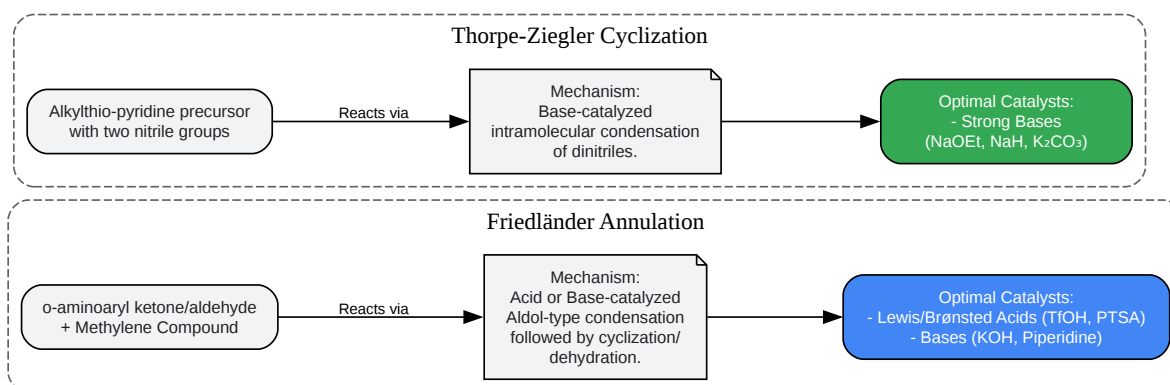 Thorpe-Ziegler Cyclization
Alkylthio-pyridine precursor
with two nitrile groups
Reacts via
Mechanism:
Base-catalyzed
intramolecular condensation
of dinitriles.
Optimal Catalysts:
- Strong Bases
(NaOEt, NaH, K₂CO₃)
Friedländer Annulation
o-aminoaryl ketone/aldehyde
+ Methylene Compound
Reacts via
Mechanism:
Acid or Base-catalyzed
Aldol-type condensation
followed by cyclization/
dehydration.
Optimal Catalysts:
- Lewis/Brønsted Acids (TfOH, PTSA)
- Bases (KOH, Piperidine)